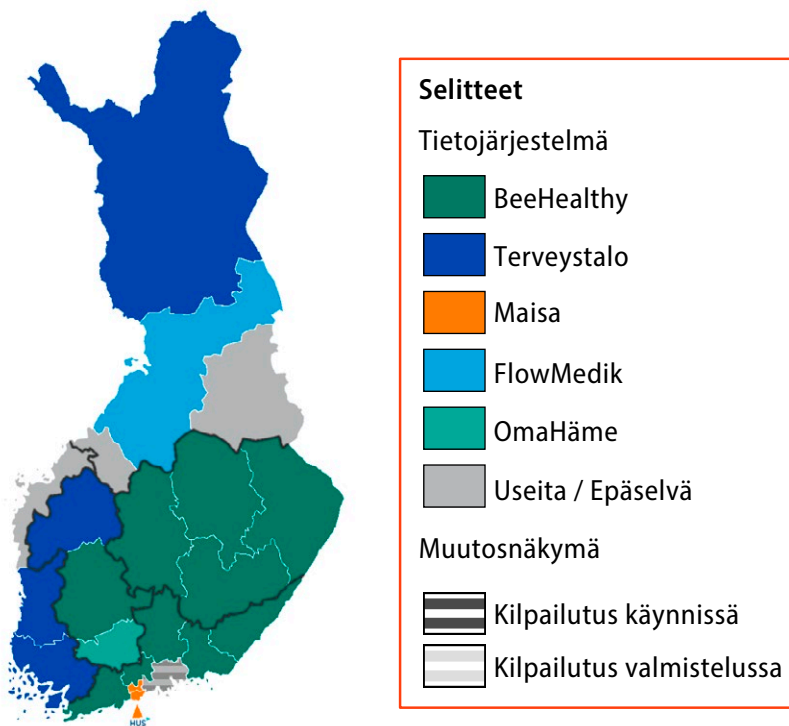 Selitteet
Tietojärjestelmä
BeeHealthy
Terveystalo
Maisa
FlowMedik
OmaHäme
Useita / Epäselvä
Muutosnäkymä
Kilpailutus käynnissä
Kilpailutus valmistelussa
HUS